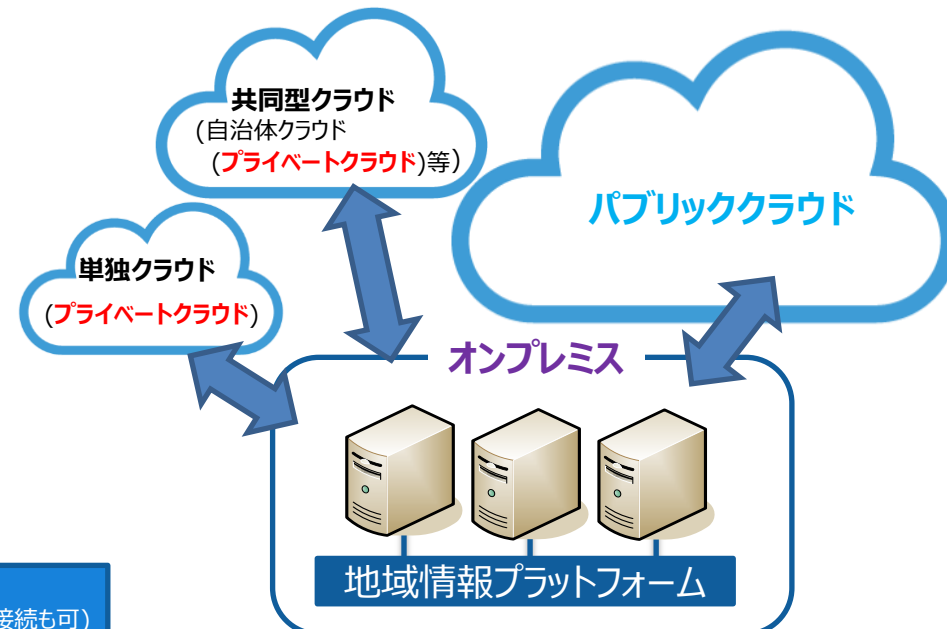 共同型クラウド
(自治体クラウド
(プライベートクラウド)等)
パブリッククラウド
単独クラウド
(プライベートクラウド)
オンプレミス
地域情報プラットフォーム
接続も可)